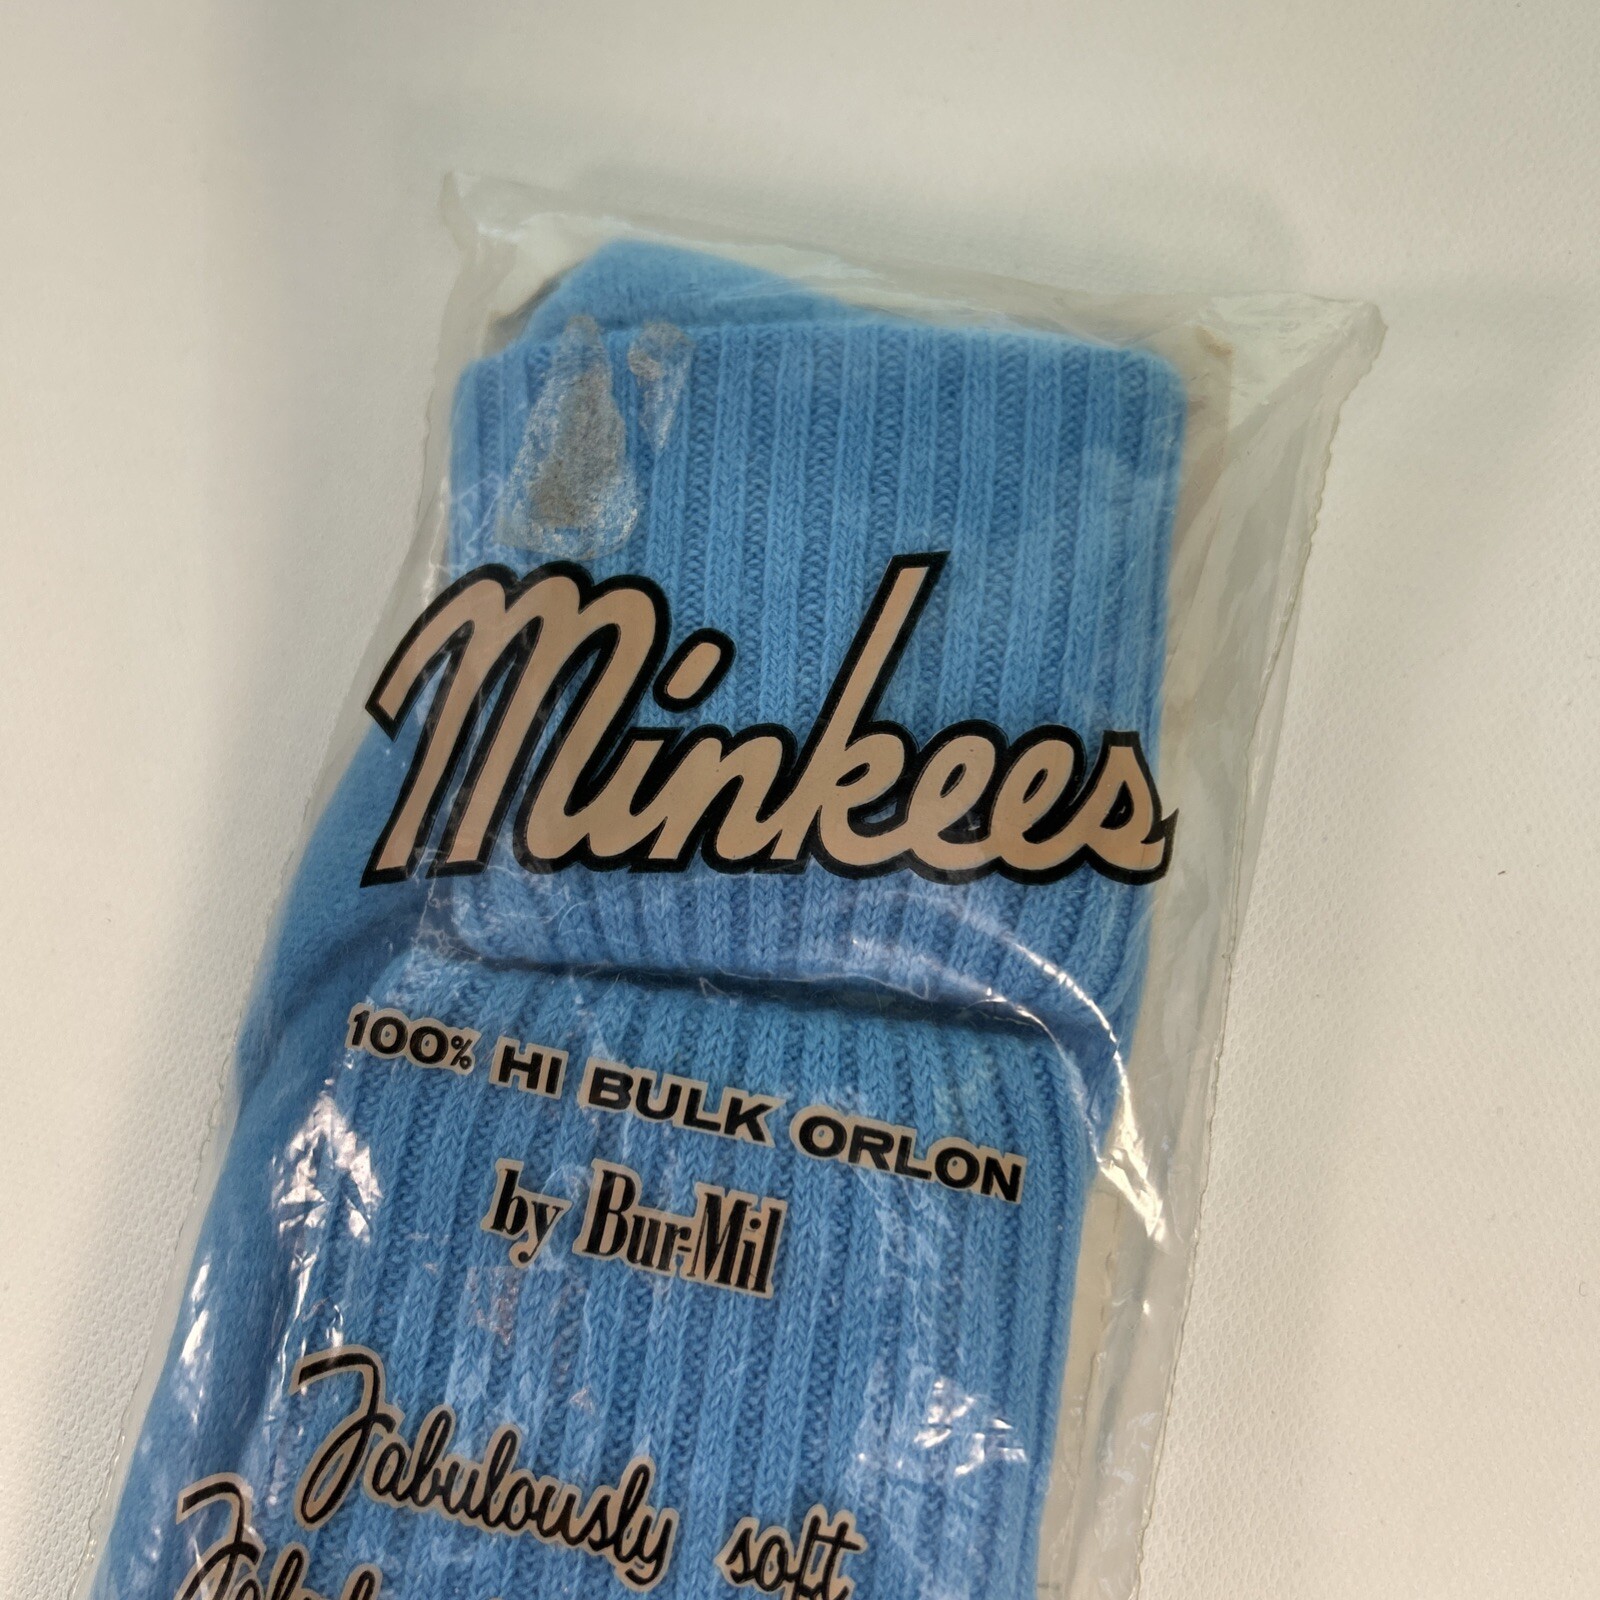 Minkees
100% HI BULK ORLON
by Bur-Mil
Fabulously soft